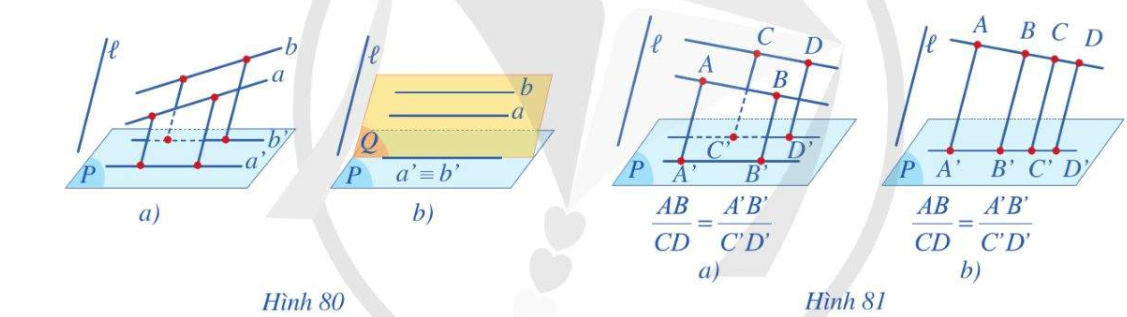 ℓ
b
a
b'
a'
P
a)
ℓ
b
a
Q
P
a' ≡ b'
b)
Hình 80
ℓ
C
D
A
B
C'
D'
P
A'
B'
AB/CD = A'B'/C'D'
a)
ℓ
A
B C D
P A' B' C' D'
AB/CD = A'B'/C'D'
b)
Hình 81